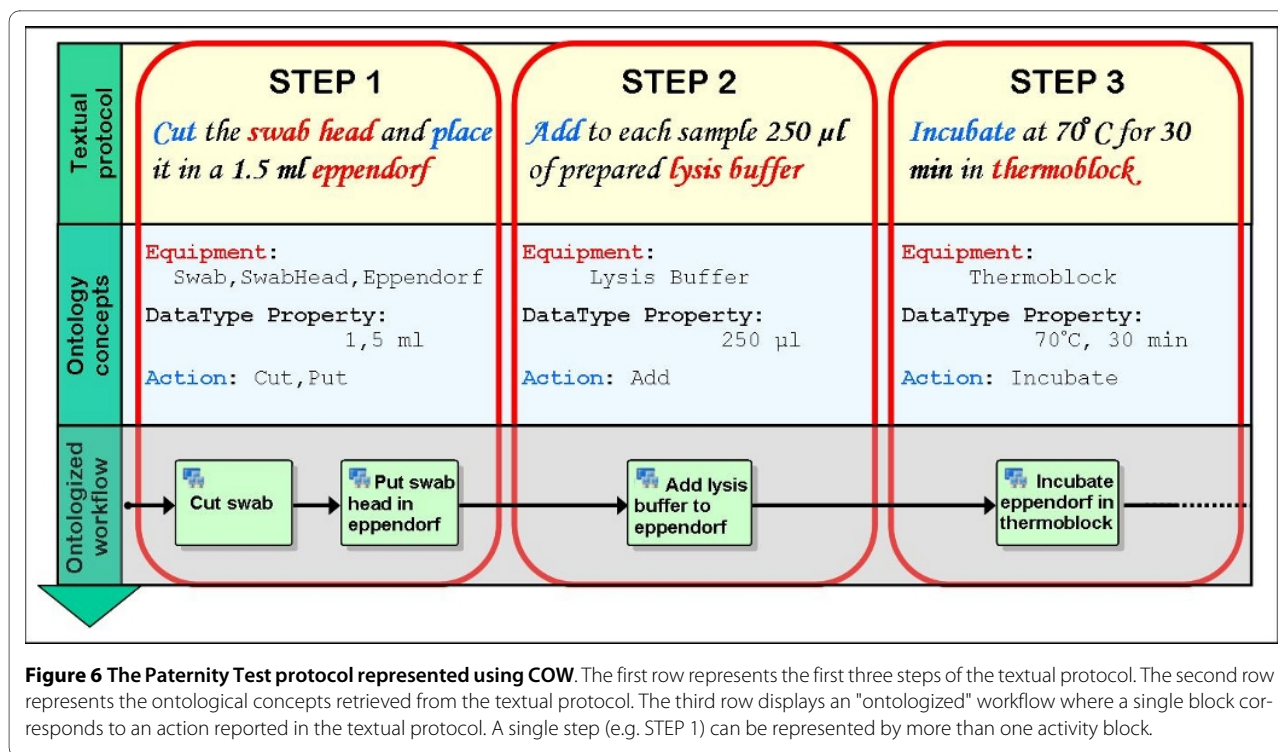 Textual protocol
STEP 1
Cut the swab head and place
it in a 1.5 ml eppendorf
STEP 2
Add to each sample 250 µl
of prepared lysis buffer
STEP 3
Incubate at 70° C for 30
min in thermoblock.
Ontology concepts
Equipment:
Swab,SwabHead,Eppendorf
DataType Property:
1,5 ml
Action: Cut,Put
Equipment:
Lysis Buffer
DataType Property:
250 µl
Action: Add
Equipment:
Thermoblock
DataType Property:
70°C, 30 min
Action: Incubate
Ontologized workflow
Cut swab
Put swab
head in
eppendorf
Add lysis
buffer to
eppendorf
Incubate
eppendorf in
thermoblock
Figure 6 The Paternity Test protocol represented using COW. The first row represents the first three steps of the textual protocol. The second row
represents the ontological concepts retrieved from the textual protocol. The third row displays an "ontologized" workflow where a single block cor-
responds to an action reported in the textual protocol. A single step (e.g. STEP 1) can be represented by more than one activity block.